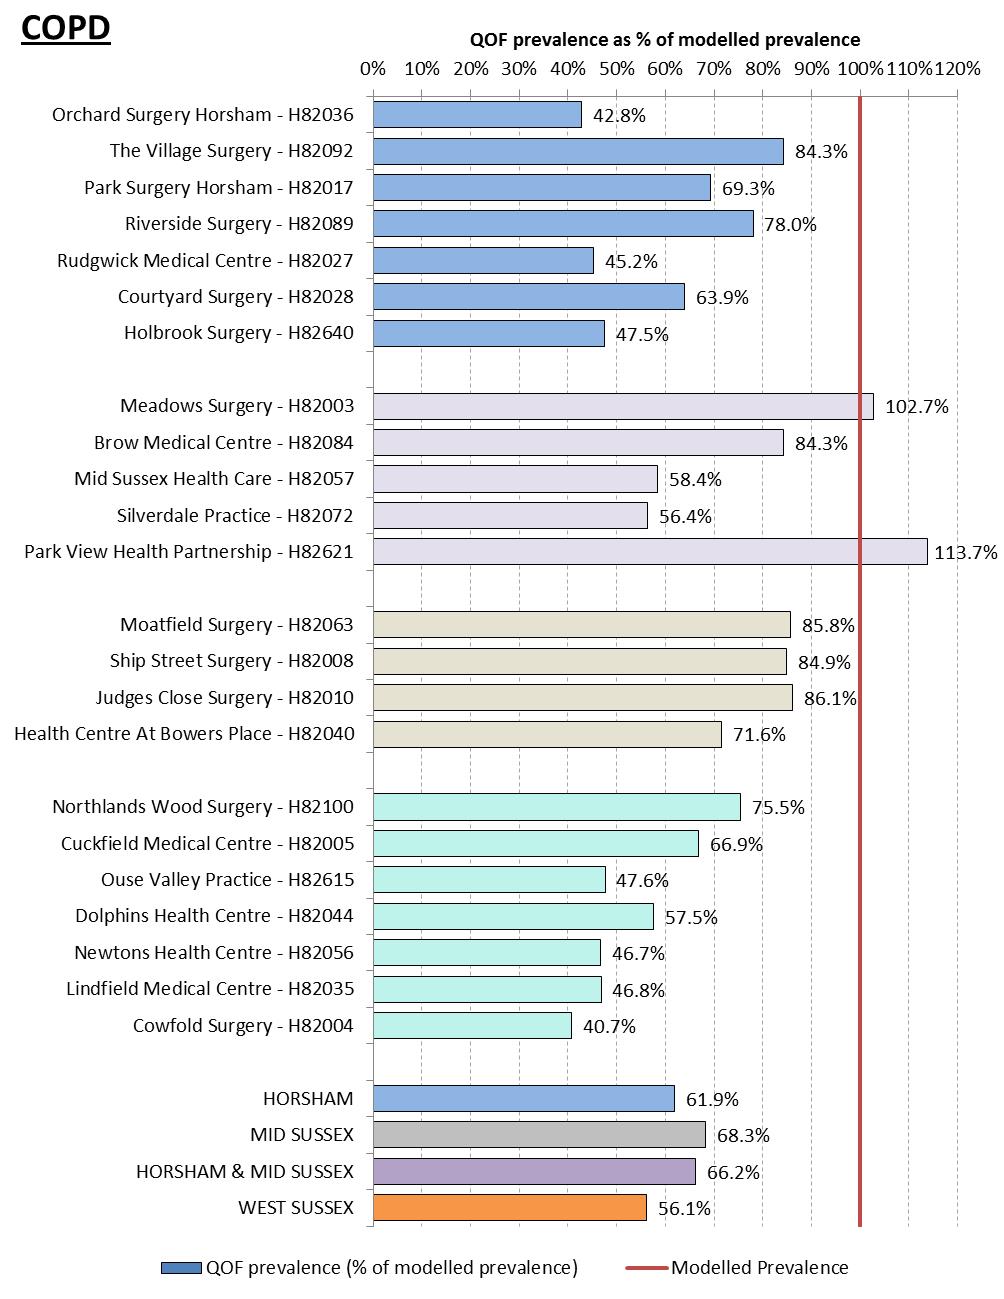 COPD
QOF prevalence as % of modelled prevalence
0% 10% 20% 30% 40% 50% 60% 70% 80% 90% 100% 110% 120%
Orchard Surgery Horsham - H82036 42.8%
The Village Surgery - H82092 84.3%
Park Surgery Horsham - H82017 69.3%
Riverside Surgery - H82089 78.0%
Rudgwick Medical Centre - H82027 45.2%
Courtyard Surgery - H82028 63.9%
Holbrook Surgery - H82640 47.5%
Meadows Surgery - H82003 102.7%
Brow Medical Centre - H82084 84.3%
Mid Sussex Health Care - H82057 58.4%
Silverdale Practice - H82072 56.4%
Park View Health Partnership - H82621 113.7%
Moatfield Surgery - H82063 85.8%
Ship Street Surgery - H82008 84.9%
Judges Close Surgery - H82010 86.1%
Health Centre At Bowers Place - H82040 71.6%
Northlands Wood Surgery - H82100 75.5%
Cuckfield Medical Centre - H82005 66.9%
Ouse Valley Practice - H82615 47.6%
Dolphins Health Centre - H82044 57.5%
Newtons Health Centre - H82056 46.7%
Lindfield Medical Centre - H82035 46.8%
Cowfold Surgery - H82004 40.7%
HORSHAM 61.9%
MID SUSSEX 68.3%
HORSHAM & MID SUSSEX 66.2%
WEST SUSSEX 56.1%
QOF prevalence (% of modelled prevalence) Modelled Prevalence